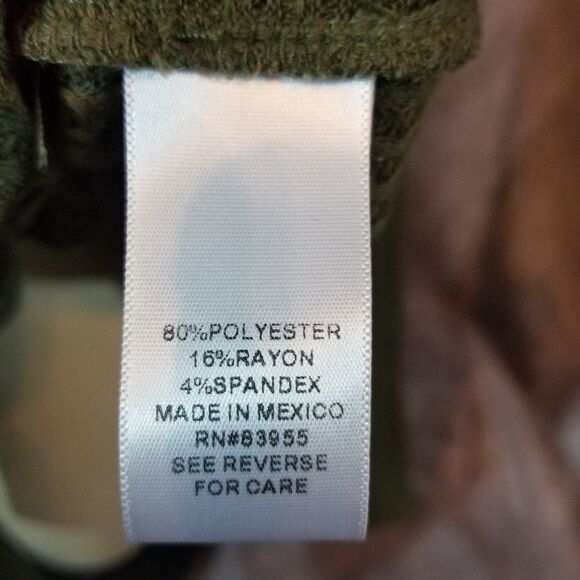 80%POLYESTER
16%RAYON
4%SPANDEX
MADE IN MEXICO
RN#83955
SEE REVERSE
FOR CARE